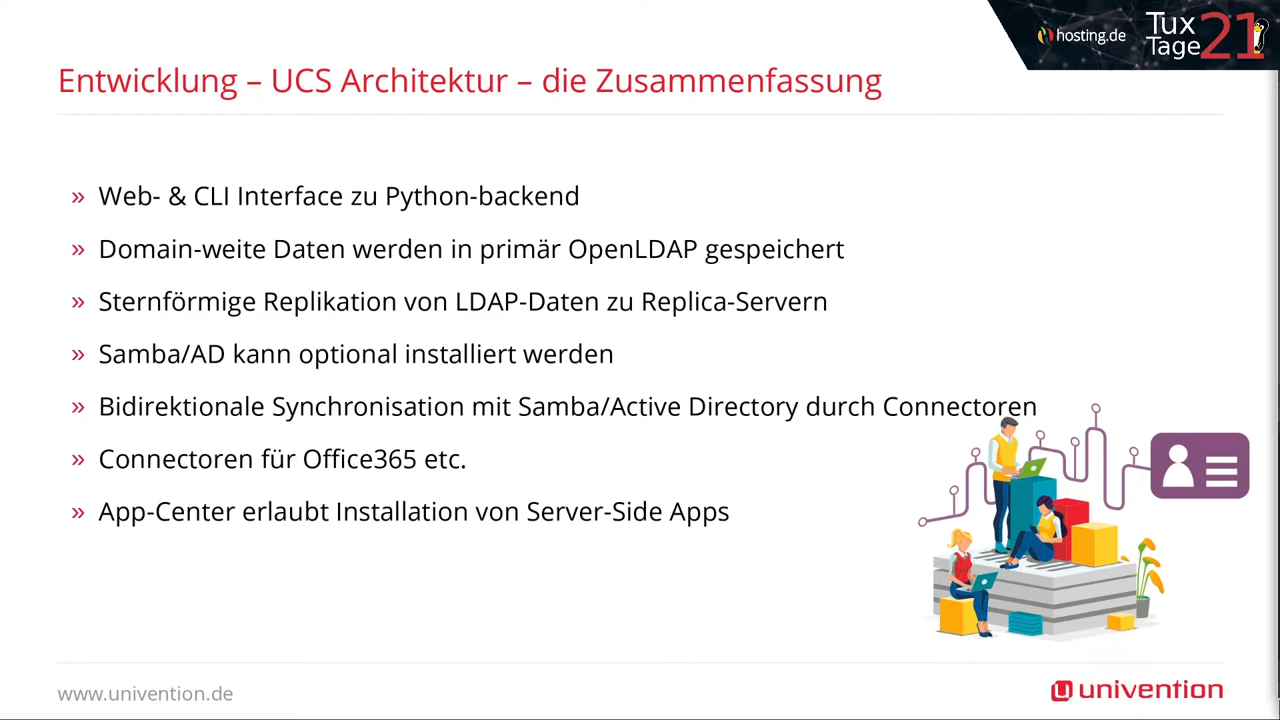 hosting.de
Tux
Tage 21
Entwicklung – UCS Architektur – die Zusammenfassung
» Web- & CLI Interface zu Python-backend
» Domain-weite Daten werden in primär OpenLDAP gespeichert
» Sternförmige Replikation von LDAP-Daten zu Replica-Servern
» Samba/AD kann optional installiert werden
» Bidirektionale Synchronisation mit Samba/Active Directory durch Connectoren
» Connectoren für Office365 etc.
» App-Center erlaubt Installation von Server-Side Apps
www.univention.de
univention